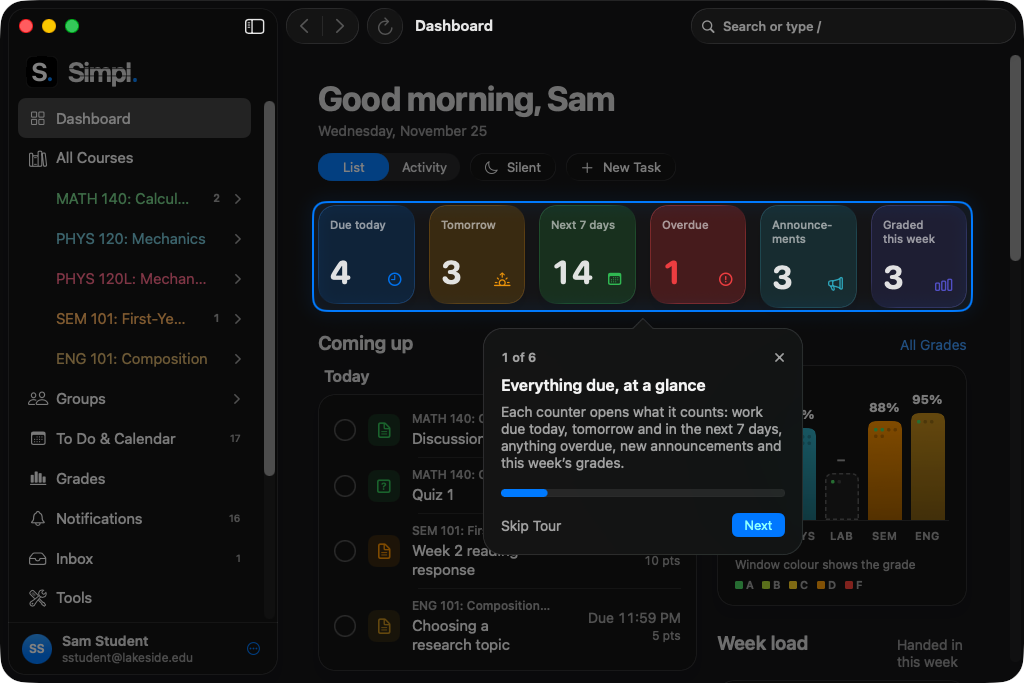 Dashboard
Search or type /
S.
Simpl.
Dashboard
All Courses
MATH 140: Calcul... 2
PHYS 120: Mechanics
PHYS 120L: Mechan...
SEM 101: First-Ye... 1
ENG 101: Composition
Groups
To Do & Calendar 17
Grades
Notifications 16
Inbox 1
Tools
SS
Sam Student
sstudent@lakeside.edu
Good morning, Sam
Wednesday, November 25
List Activity Silent + New Task
Due today
4
Tomorrow
3
Next 7 days
14
Overdue
1
Announce-
ments
3
Graded
this week
3
Coming up
Today
MATH 140:
Discussion
MATH 140:
Quiz 1
SEM 101:
Week 2 reading
response
10 pts
ENG 101: Composition...
Choosing a
research topic
Due 11:59 PM
5 pts
1 of 6
Everything due, at a glance
Each counter opens what it counts: work
due today, tomorrow and in the next 7 days,
anything overdue, new announcements and
this week’s grades.
Skip Tour
Next
All Grades
% – 88% 95%
LAB SEM ENG
Window colour shows the grade
A B C D F
Week load
Handed in
this week